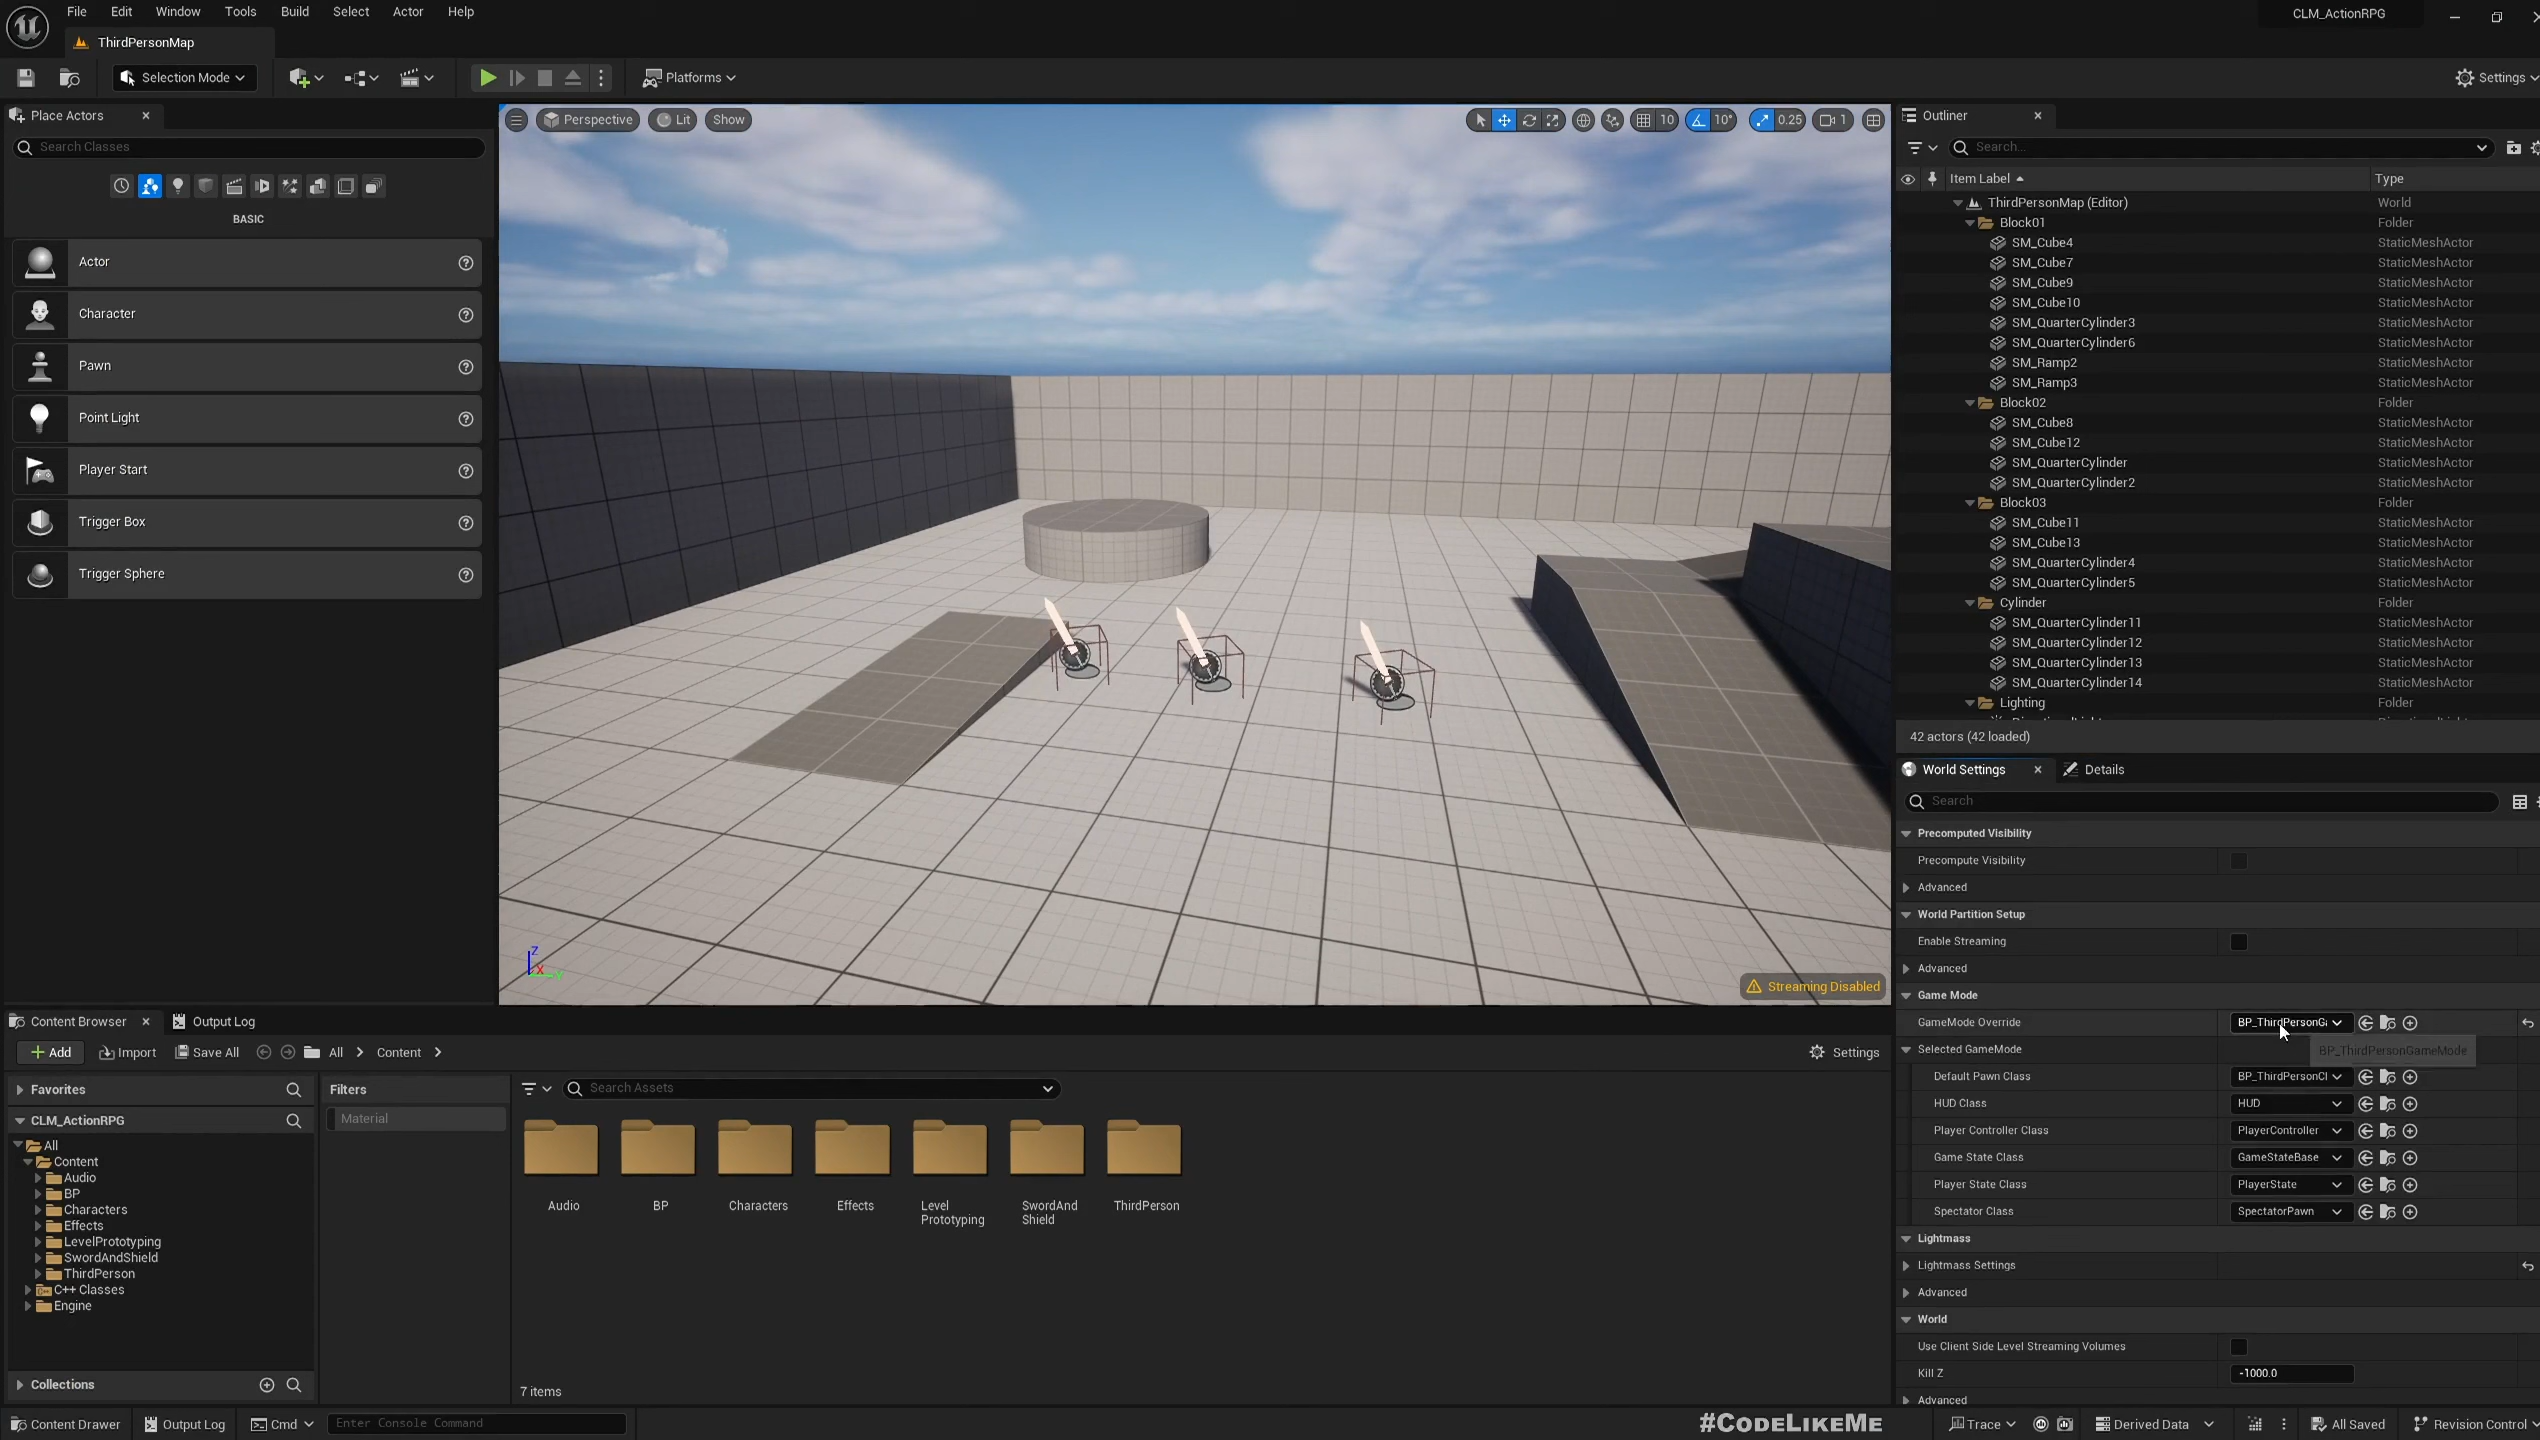 File Edit Window Tools Build Select Actor Help
CLM_ActionRPG
ThirdPersonMap
Selection Mode
Platforms
Settings
Place Actors
Search Classes
BASIC
Actor
Character
Pawn
Point Light
Player Start
Trigger Box
Trigger Sphere
Perspective Lit Show
10 10° 0.25 1
Z
X
Y
Streaming Disabled
Outliner
Search...
Item Label Type
ThirdPersonMap (Editor) World
Block01 Folder
SM_Cube4 StaticMeshActor
SM_Cube7 StaticMeshActor
SM_Cube9 StaticMeshActor
SM_Cube10 StaticMeshActor
SM_QuarterCylinder3 StaticMeshActor
SM_QuarterCylinder6 StaticMeshActor
SM_Ramp2 StaticMeshActor
SM_Ramp3 StaticMeshActor
Block02 Folder
SM_Cube8 StaticMeshActor
SM_Cube12 StaticMeshActor
SM_QuarterCylinder StaticMeshActor
SM_QuarterCylinder2 StaticMeshActor
Block03 Folder
SM_Cube11 StaticMeshActor
SM_Cube13 StaticMeshActor
SM_QuarterCylinder4 StaticMeshActor
SM_QuarterCylinder5 StaticMeshActor
Cylinder Folder
SM_QuarterCylinder11 StaticMeshActor
SM_QuarterCylinder12 StaticMeshActor
SM_QuarterCylinder13 StaticMeshActor
SM_QuarterCylinder14 StaticMeshActor
Lighting Folder
42 actors (42 loaded)
World Settings Details
Search
Precomputed Visibility
Precompute Visibility
Advanced
World Partition Setup
Enable Streaming
Advanced
Game Mode
GameMode Override BP_ThirdPersonGa
Selected GameMode BP_ThirdPersonGameMode
Default Pawn Class BP_ThirdPersonCl
HUD Class HUD
Player Controller Class PlayerController
Game State Class GameStateBase
Player State Class PlayerState
Spectator Class SpectatorPawn
Lightmass
Lightmass Settings
Advanced
World
Use Client Side Level Streaming Volumes
Kill Z -1000.0
Advanced
Content Browser Output Log
Add Import Save All All Content Settings
Favorites
CLM_ActionRPG
All
Content
Audio
BP
Characters
Effects
LevelPrototyping
SwordAndShield
ThirdPerson
C++ Classes
Engine
Collections
Filters
Material
Search Assets
Audio BP Characters Effects Level Prototyping SwordAnd Shield ThirdPerson
7 items
Content Drawer Output Log Cmd Enter Console Command
#CODELIKEME
Trace Derived Data All Saved Revision Control